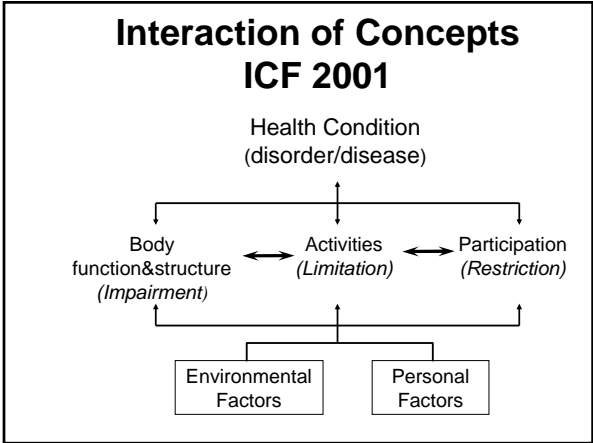 Interaction of Concepts
ICF 2001
Health Condition
(disorder/disease)
Body
function&structure
(Impairment)
Activities
(Limitation)
Participation
(Restriction)
Environmental
Factors
Personal
Factors